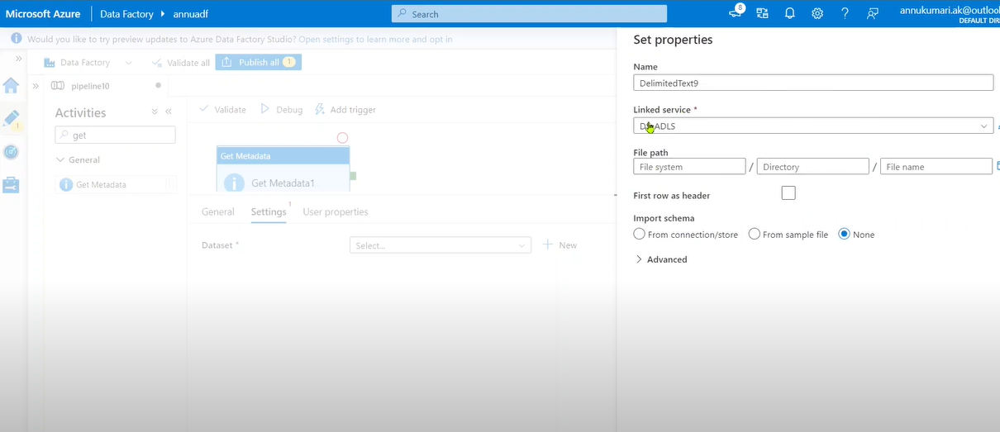 Microsoft Azure
Data Factory
annuadf
Search
8
annukumari.ak@outlook
DEFAULT DIR
Would you like to try preview updates to Azure Data Factory Studio? Open settings to learn more and opt in
Data Factory
Validate all
Publish all
1
pipeline10
Activities
get
General
Get Metadata
1
Validate
Debug
Add trigger
Get Metadata
Get Metadata1
General
Settings
1
User properties
Dataset *
Select...
New
Set properties
Name
DelimitedText9
Linked service *
ADLS
File path
File system / Directory / File name
First row as header
Import schema
From connection/store
From sample file
None
Advanced